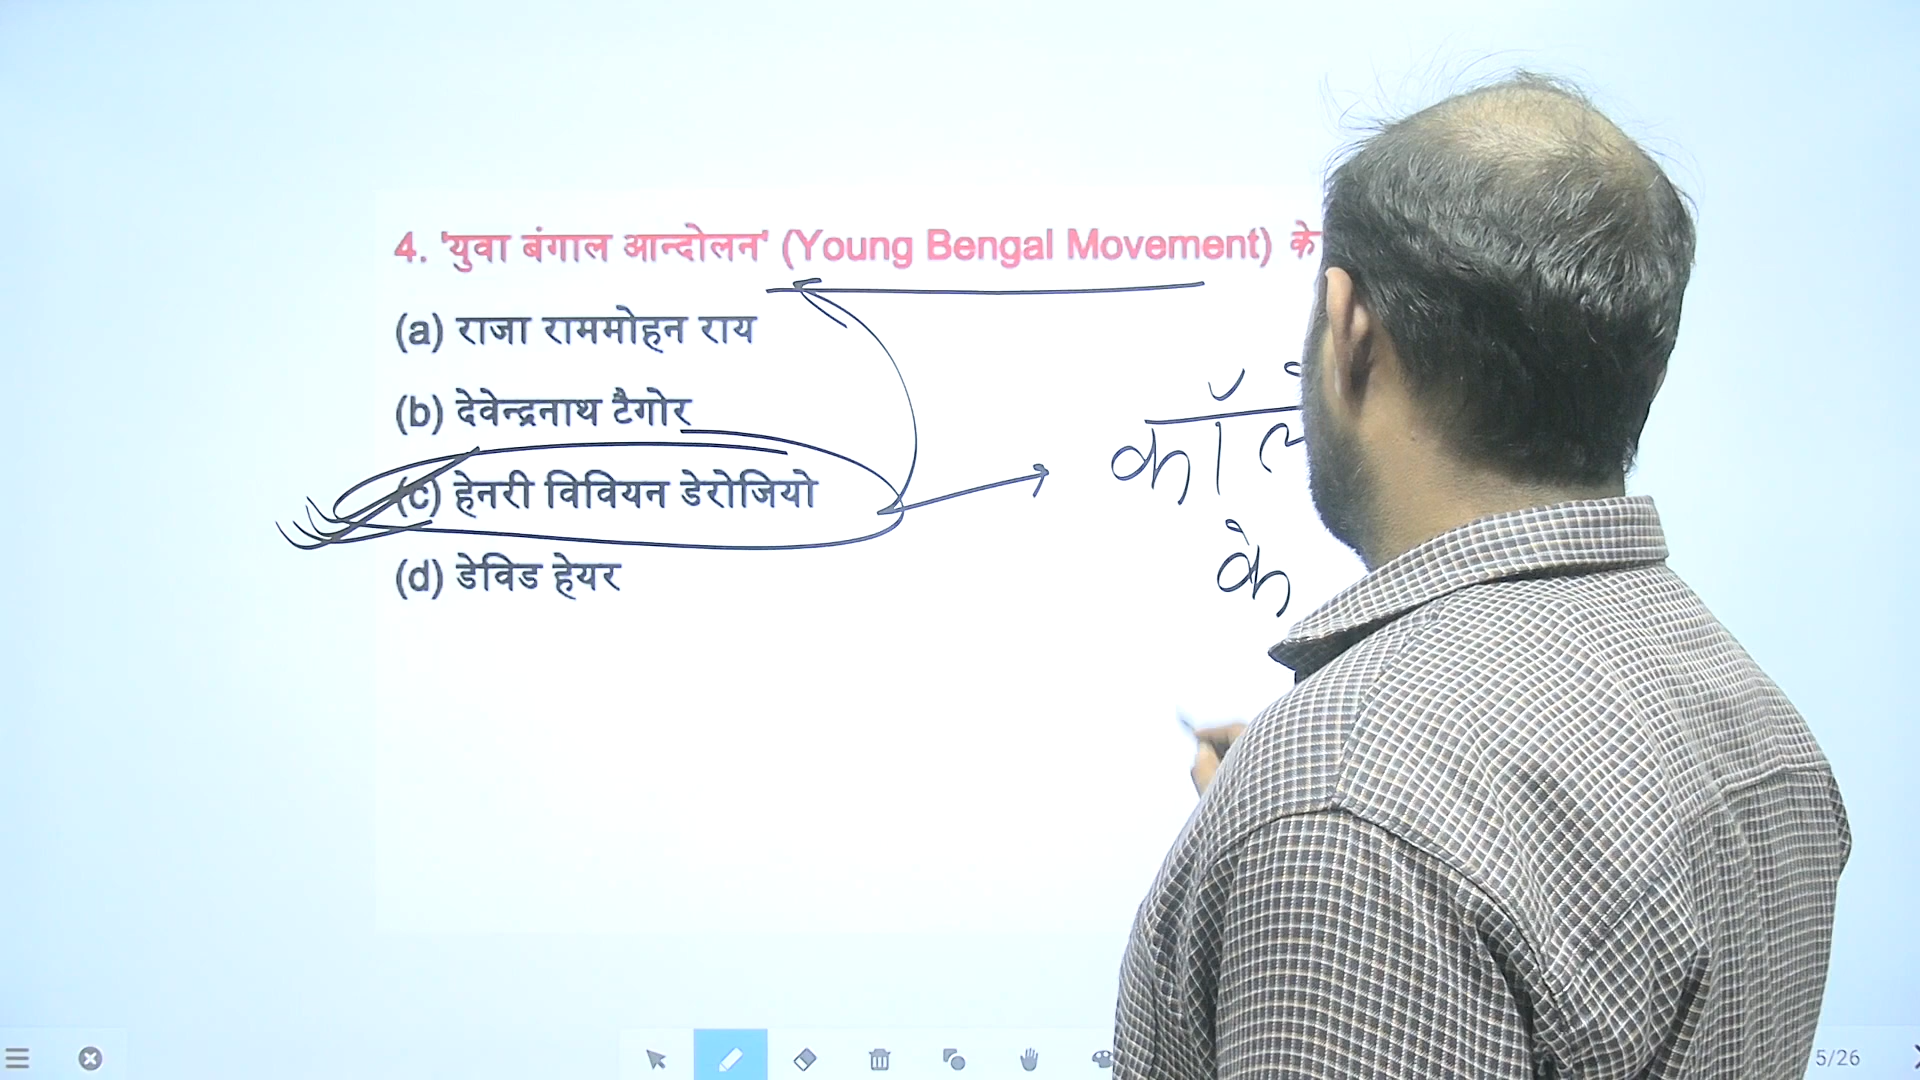 4. 'युवा बंगाल आन्दोलन' (Young Bengal Movement) के
(a) राजा राममोहन राय
(b) देवेन्द्रनाथ टैगोर
(c) हेनरी विवियन डेरोजियो
(d) डेविड हेयर
के
5/26